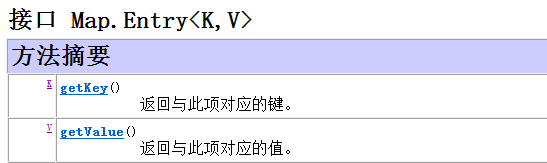 接口 Map.Entry<K,V>
方法摘要
K getKey()
返回与此项对应的键。
V getValue()
返回与此项对应的值。